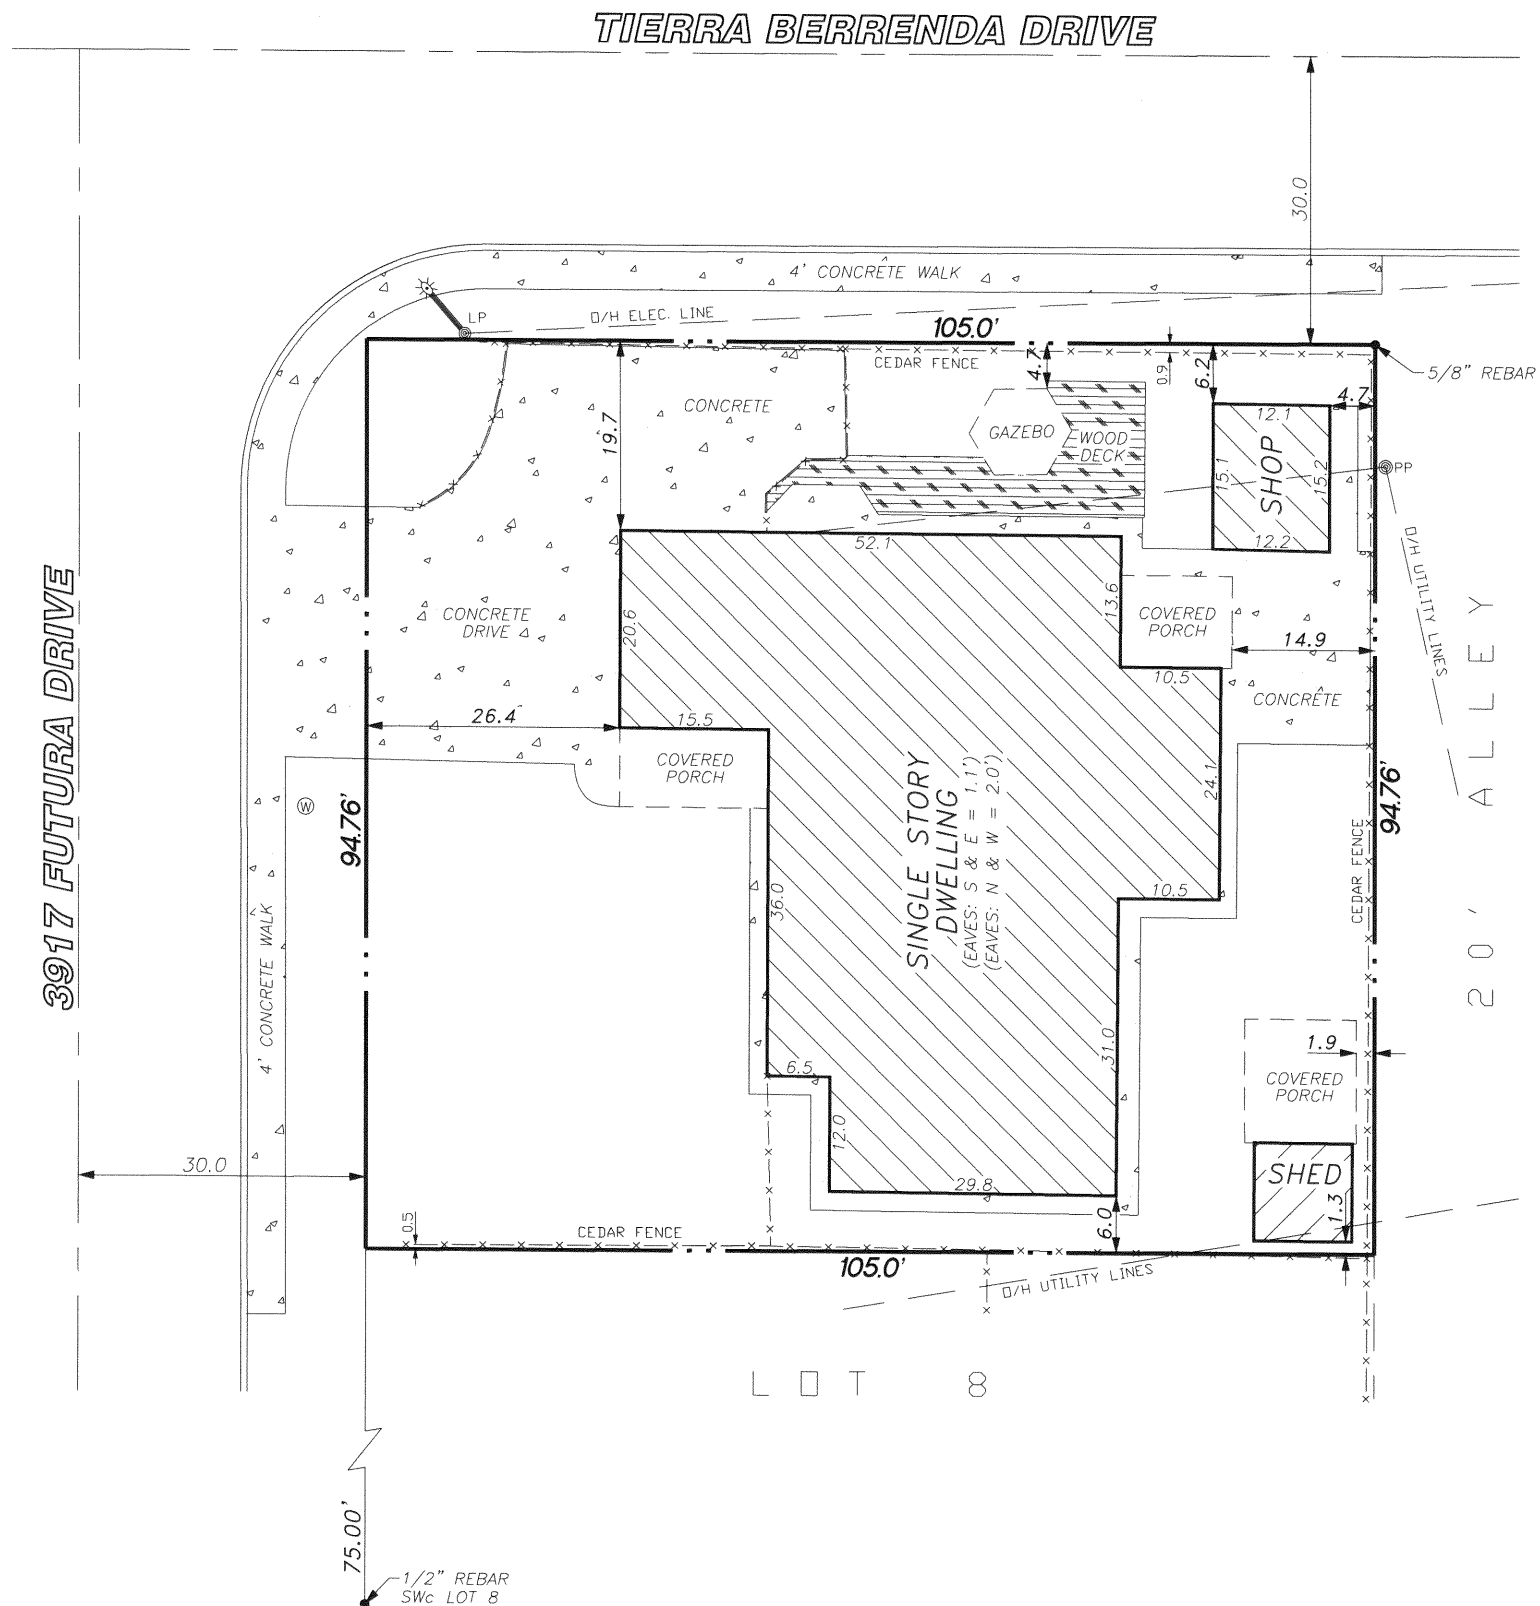 TIERRA BERRENDA DRIVE
30.0
4' CONCRETE WALK
LP
O/H ELEC. LINE
105.0'
CEDAR FENCE
4.7
0.9
6.2
5/8" REBAR
4.7
CONCRETE
19.7
GAZEBO
WOOD
DECK
12.1
15.1
SHOP
15.2
12.2
PP
O/H UTILITY LINES
52.1
13.6
COVERED
PORCH
CONCRETE
DRIVE
20.6
14.9
10.5
CONCRETE
26.4
15.5
COVERED
PORCH
3917 FUTURA DRIVE
20' ALLEY
W
94.76'
94.76'
SINGLE STORY
DWELLING
(EAVES: S & E = 1.1')
(EAVES: N & W = 2.0')
24.1
10.5
36.0
CEDAR FENCE
4' CONCRETE WALK
31.0
1.9
COVERED
PORCH
6.5
12.0
29.8
SHED
1.3
30.0
0.5
CEDAR FENCE
6.0
105.0'
O/H UTILITY LINES
LOT 8
75.00'
1/2" REBAR
SWc LOT 8